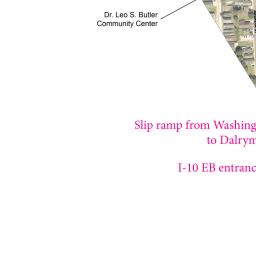 Dr. Leo S. Butler
Community Center
Slip ramp from Washing
to Dalrym
I-10 EB entranc